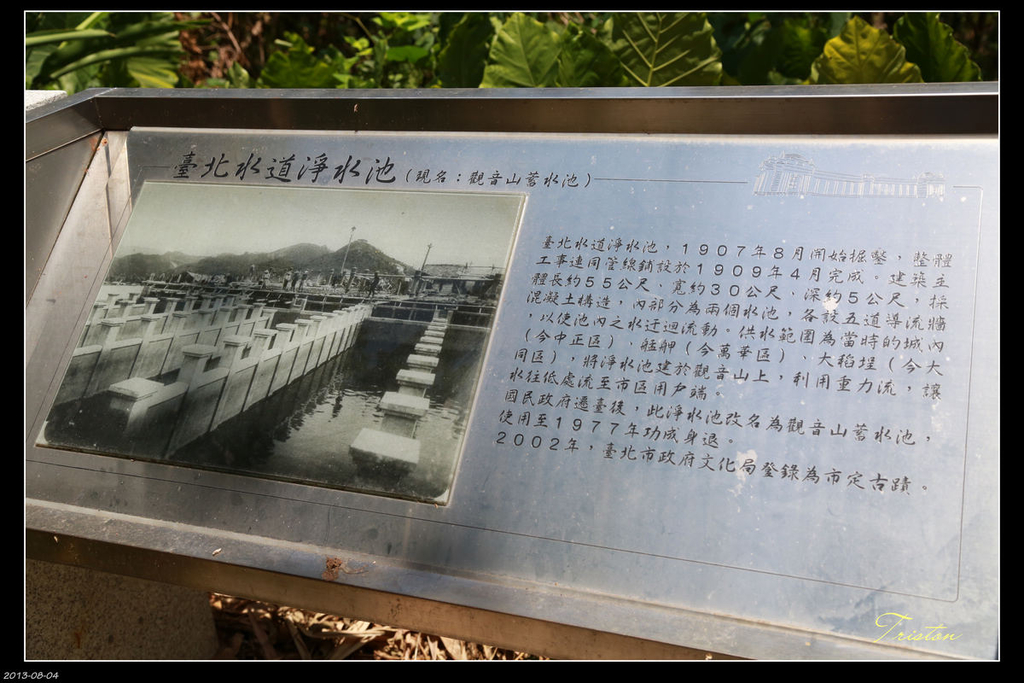 臺北水道淨水池（現名：觀音山蓄水池）
臺北水道淨水池，1907年8月開始掘鑿，整體
工事連同管線鋪設於1909年4月完成。建築主
體長約55公尺、寬約30公尺、深約5公尺，採
混凝土構造，內部分為兩個水池，各設五道導流牆
，以使池內之水迂迴流動。供水範圍為當時的城內
（今中正區）、艋舺（今萬華區）、大稻埕（今大
同區），將淨水池建於觀音山上，利用重力流，讓
水往低處流至市區用戶端。
國民政府遷臺後，此淨水池改名為觀音山蓄水池，
使用至1977年功成身退。
2002年，臺北市政府文化局登錄為市定古蹟。
Triston
2013-08-04